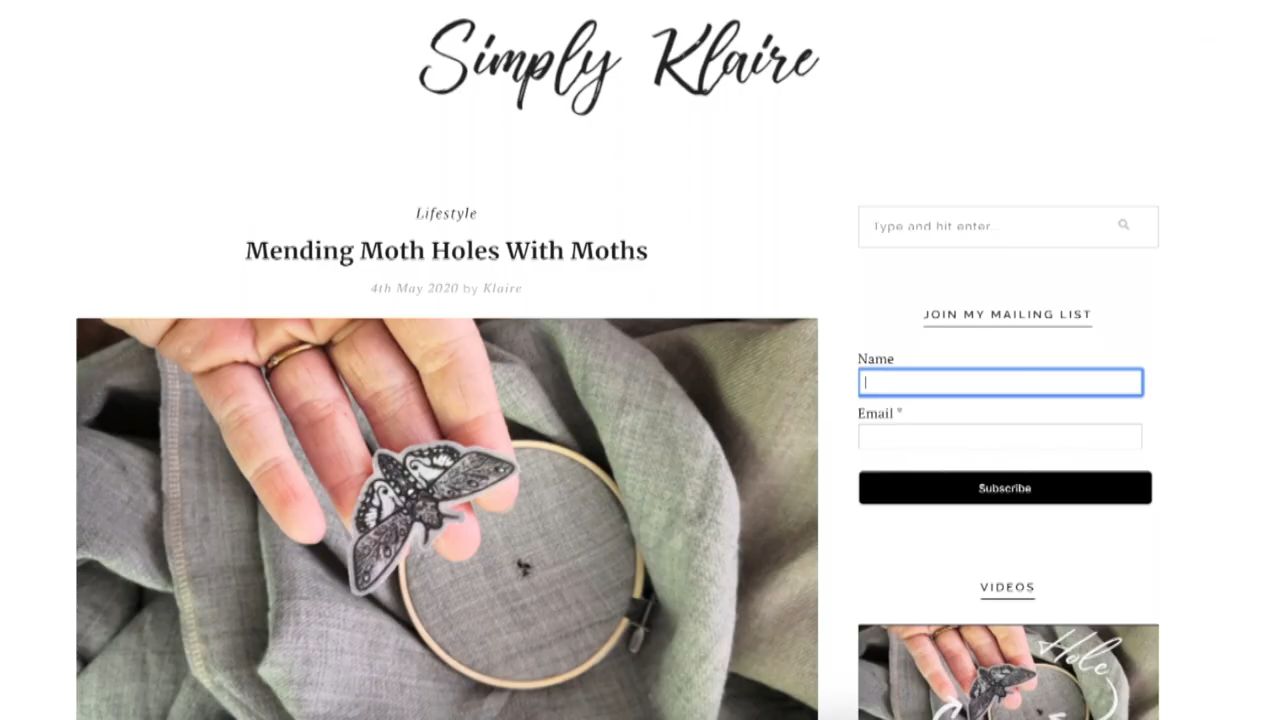 Simply Klaire
Lifestyle
Mending Moth Holes With Moths
4th May 2020 by Klaire
Type and hit enter...
JOIN MY MAILING LIST
Name
Email *
Subscribe
VIDEOS
Hole